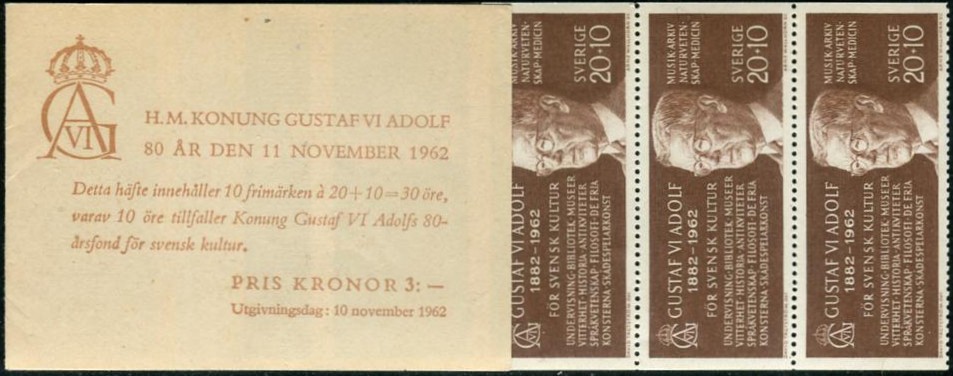 AG
VI
H.M. KONUNG GUSTAF VI ADOLF
80 ÅR DEN 11 NOVEMBER 1962
Detta häfte innehåller 10 frimärken à 20+10=30 öre,
varav 10 öre tillfaller Konung Gustaf VI Adolfs 80-
årsfond för svensk kultur.
PRIS KRONOR 3: —
Utgivningsdag: 10 november 1962
MUSIK·ARKIV
NATURVETEN-
SKAP·MEDICIN
SVERIGE
20+10
GUSTAF VI ADOLF
1882–1962
FÖR SVENSK KULTUR
UNDERVISNING·BIBLIOTEK·MUSEER
VITTERHET·HISTORIA·ANTIKVITETER
SPRÅKVETENSKAP·FILOSOFI·DE FRIA
KONSTERNA·SKÅDESPELARKONST
MUSIK·ARKIV
NATURVETEN-
SKAP·MEDICIN
SVERIGE
20+10
GUSTAF VI ADOLF
1882–1962
FÖR SVENSK KULTUR
UNDERVISNING·BIBLIOTEK·MUSEER
VITTERHET·HISTORIA·ANTIKVITETER
SPRÅKVETENSKAP·FILOSOFI·DE FRIA
KONSTERNA·SKÅDESPELARKONST
MUSIK·ARKIV
NATURVETEN-
SKAP·MEDICIN
SVERIGE
20+10
GUSTAF VI ADOLF
1882–1962
FÖR SVENSK KULTUR
UNDERVISNING·BIBLIOTEK·MUSEER
VITTERHET·HISTORIA·ANTIKVITETER
SPRÅKVETENSKAP·FILOSOFI·DE FRIA
KONSTERNA·SKÅDESPELARKONST